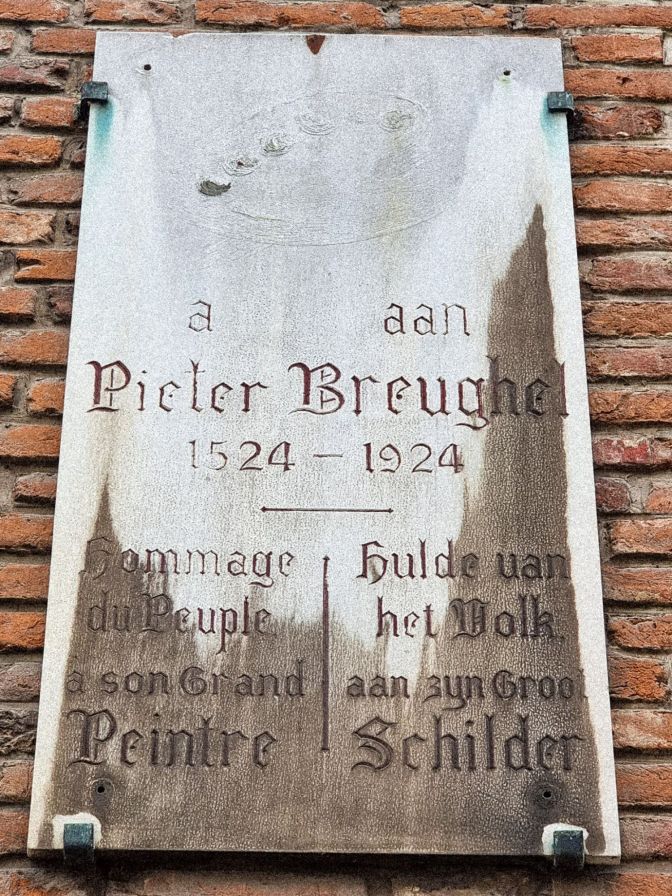 a aan
Pieter Breughel
1524 - 1924
Hommage
du Peuple
à son Grand
Peintre
Hulde van
het Volk
aan zyn Groot
Schilder